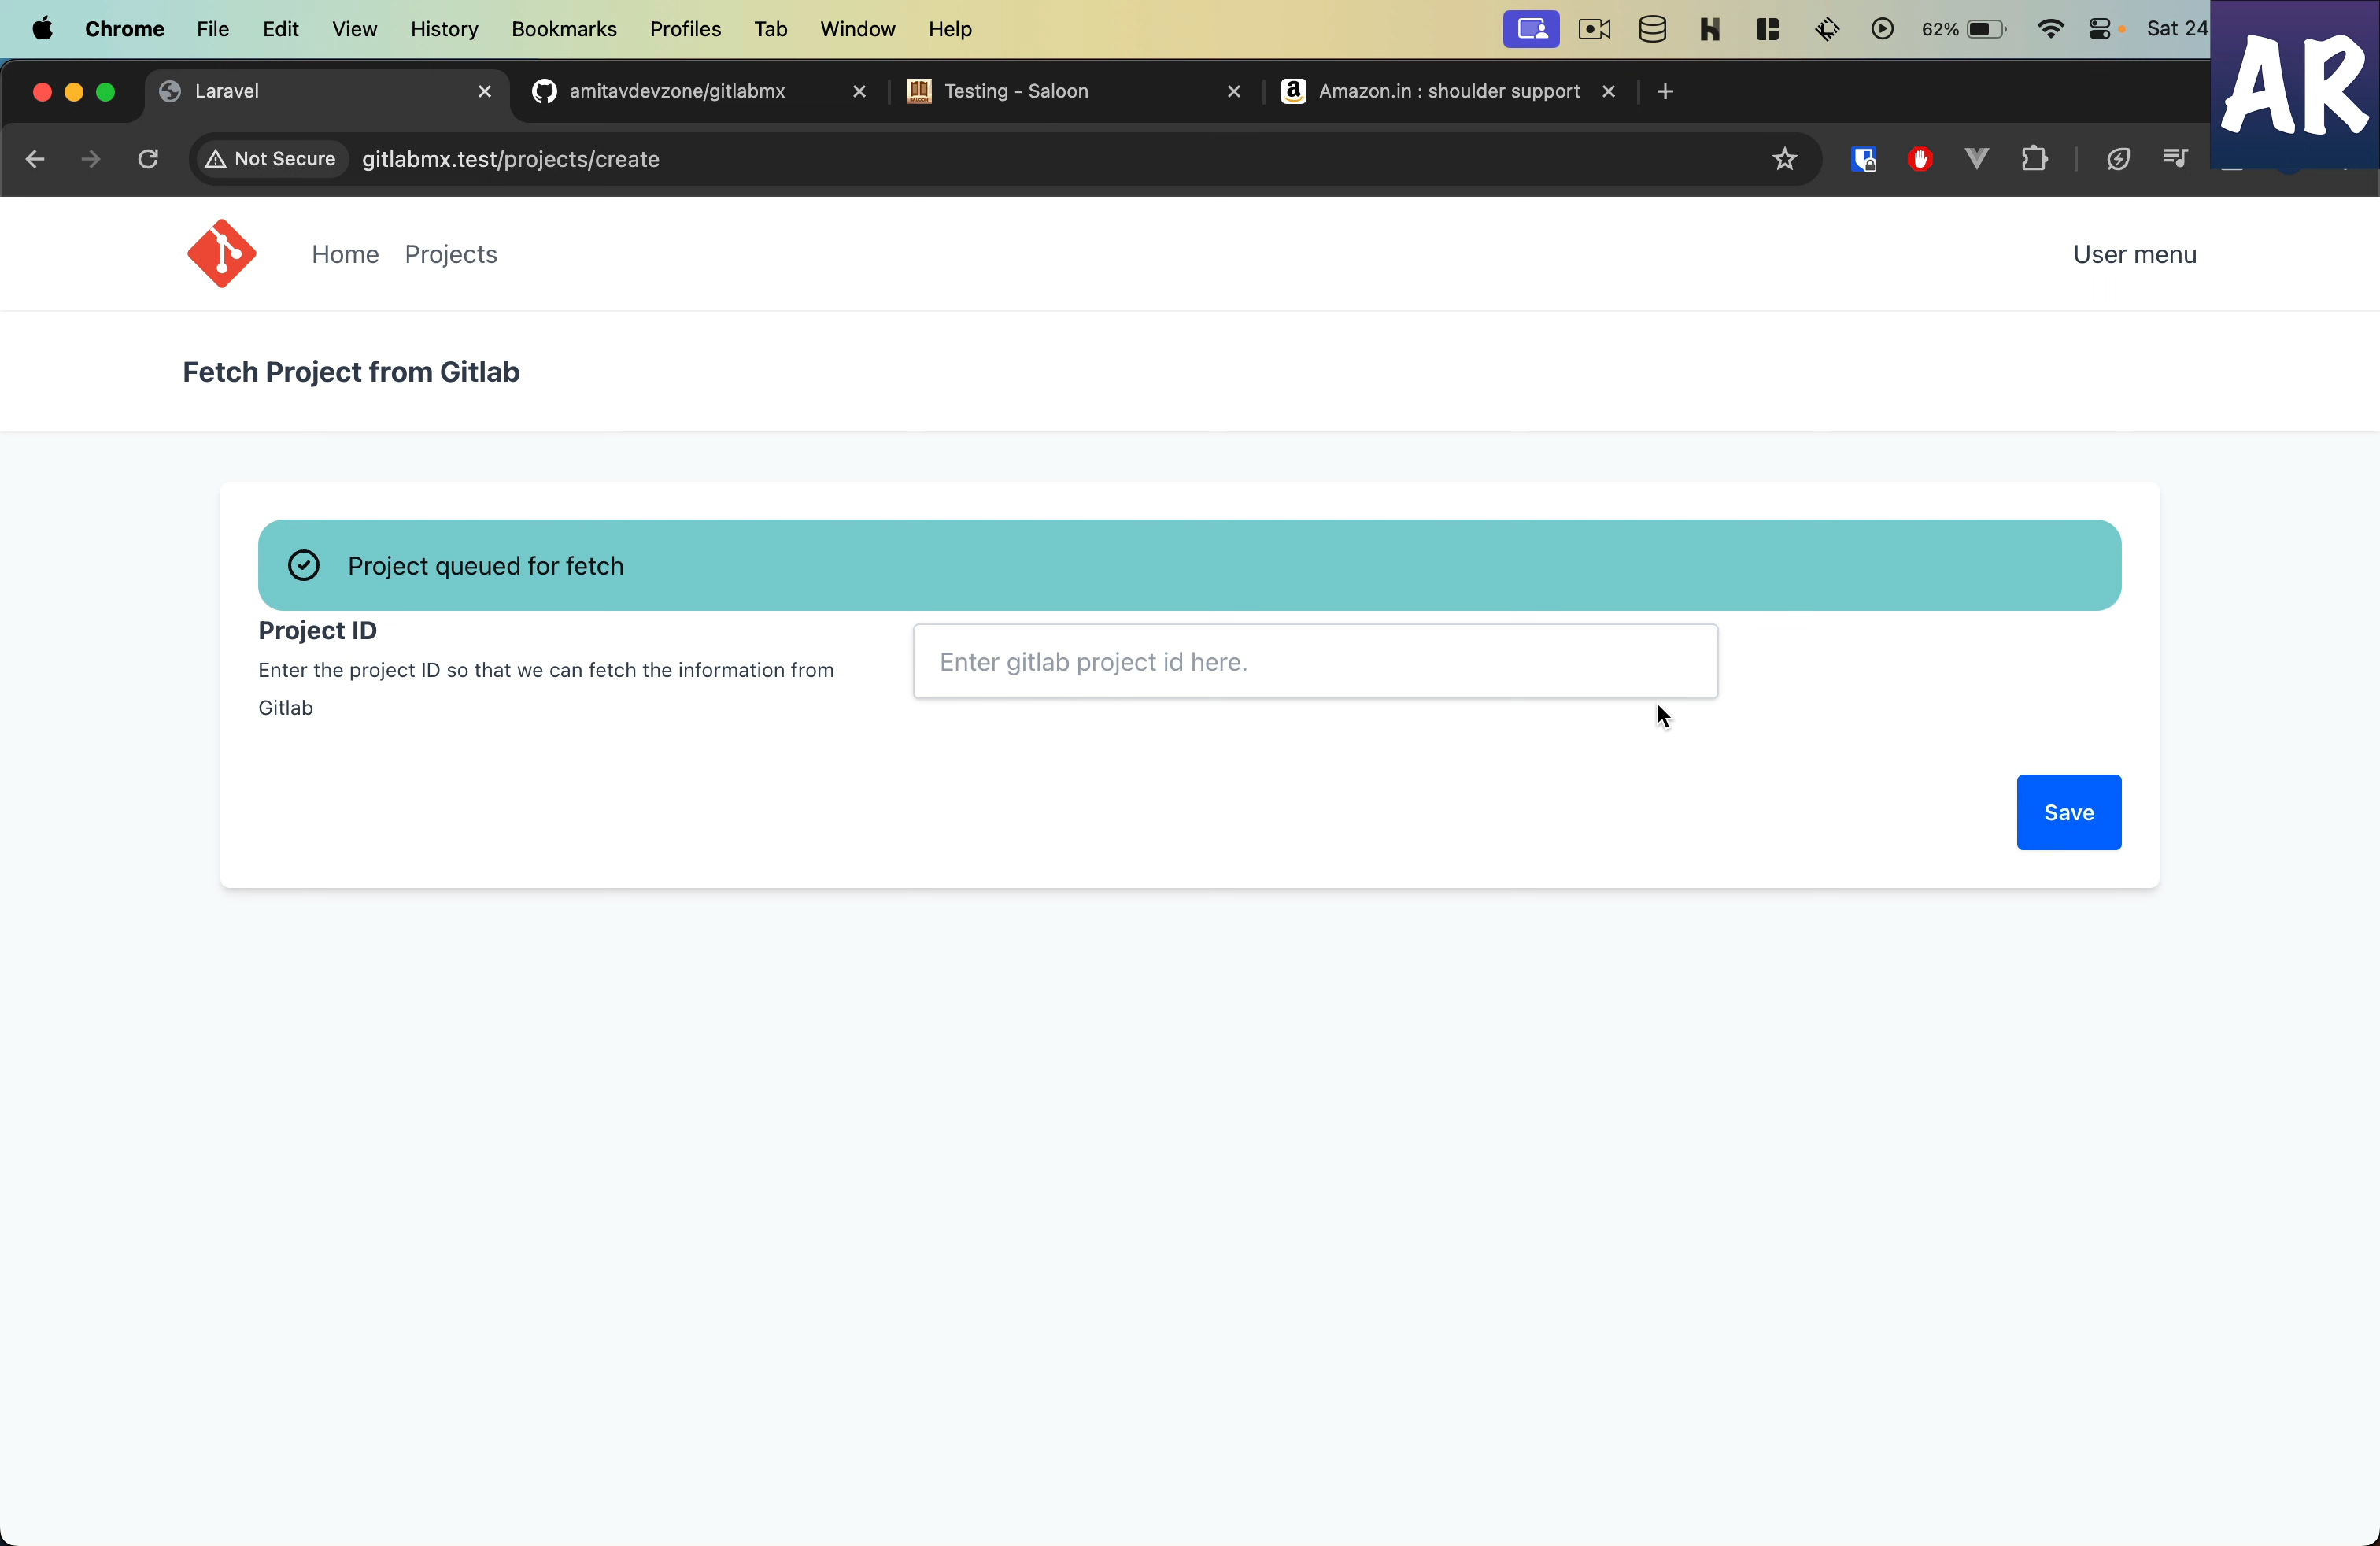 Chrome File Edit View History Bookmarks Profiles Tab Window Help 62% Sat 24
Laravel amitavdevzone/gitlabmx Testing - Saloon Amazon.in : shoulder support
AR
Not Secure gitlabmx.test/projects/create
Home Projects User menu
Fetch Project from Gitlab
Project queued for fetch
Project ID
Enter the project ID so that we can fetch the information from
Gitlab
Enter gitlab project id here.
Save